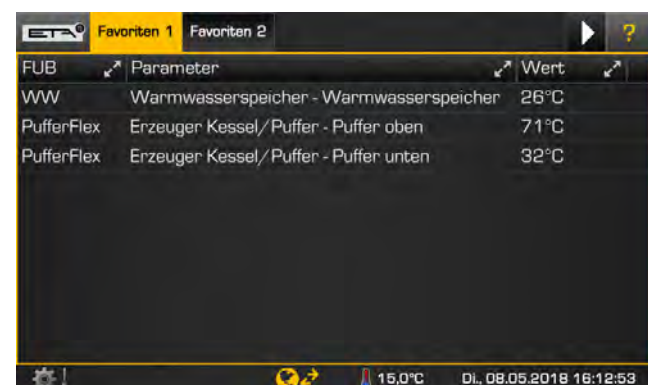 ETA Favoriten 1 Favoriten 2 ?
FUB Parameter Wert
WW Warmwasserspeicher - Warmwasserspeicher 26°C
PufferFlex Erzeuger Kessel/Puffer - Puffer oben 71°C
PufferFlex Erzeuger Kessel/Puffer - Puffer unten 32°C
15,0°C Di., 08.05.2018 16:12:53